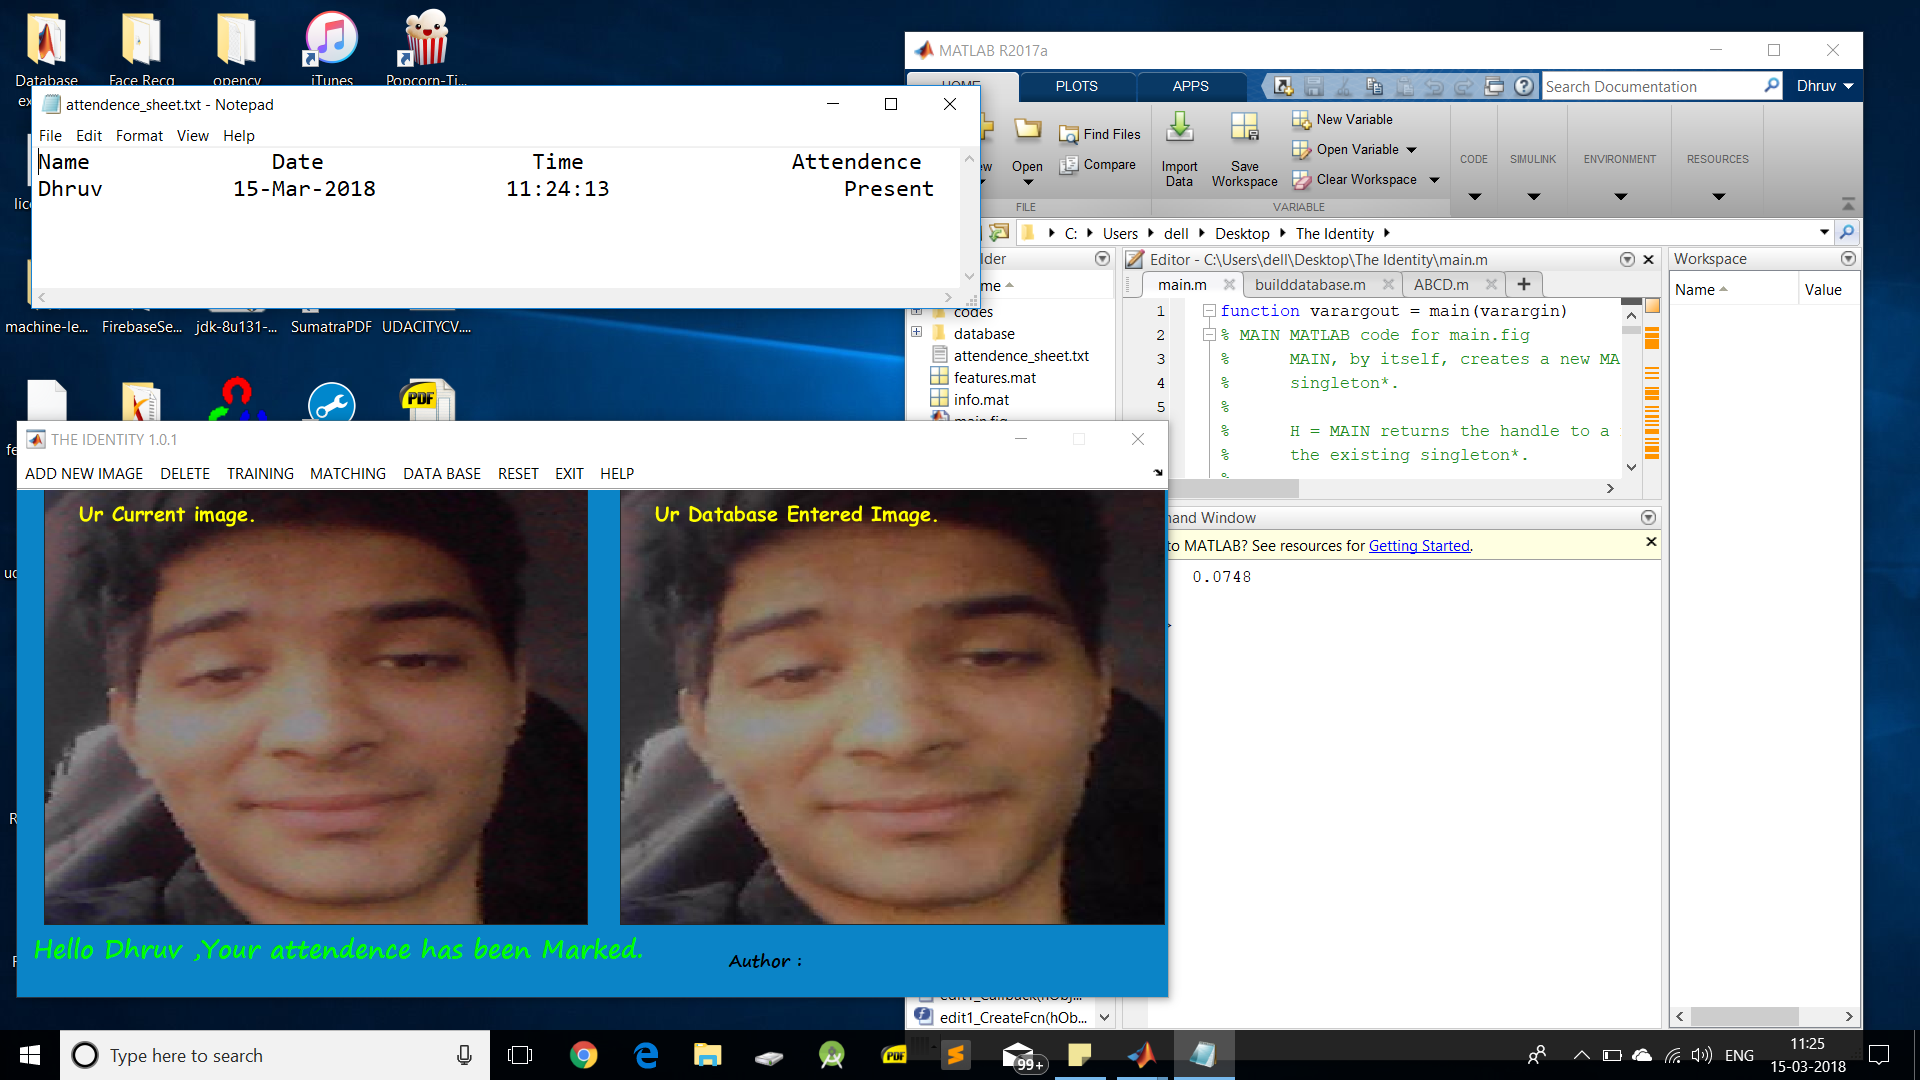 Database
Face Recg
opencv
iTunes
Popcorn-Ti...
attendence_sheet.txt - Notepad
File Edit Format View Help
Name Date Time Attendence
Dhruv 15-Mar-2018 11:24:13 Present
machine-le...
FirebaseSe...
jdk-8u131-...
SumatraPDF
UDACITYCV....
PDF
MATLAB R2017a
HOME PLOTS APPS
Search Documentation
Dhruv
Open
Find Files
Compare
Import Data
Save Workspace
New Variable
Open Variable
Clear Workspace
CODE
SIMULINK
ENVIRONMENT
RESOURCES
FILE
VARIABLE
C: Users dell Desktop The Identity
codes
database
attendence_sheet.txt
features.mat
info.mat
main.fig
Editor - C:\Users\dell\Desktop\The Identity\main.m
main.m builddatabase.m ABCD.m
1 function varargout = main(varargin)
2 % MAIN MATLAB code for main.fig
3 % MAIN, by itself, creates a new MA
4 % singleton*.
5 %
% H = MAIN returns the handle to a
% the existing singleton*.
%
Workspace
Name Value
Window
to MATLAB? See resources for Getting Started.
0.0748
edit1_Callback(hObj...
edit1_CreateFcn(hOb...
THE IDENTITY 1.0.1
ADD NEW IMAGE DELETE TRAINING MATCHING DATA BASE RESET EXIT HELP
Ur Current image.
Ur Database Entered Image.
Hello Dhruv ,Your attendence has been Marked.
Author :
Type here to search
PDF
99+
ENG
11:25
15-03-2018